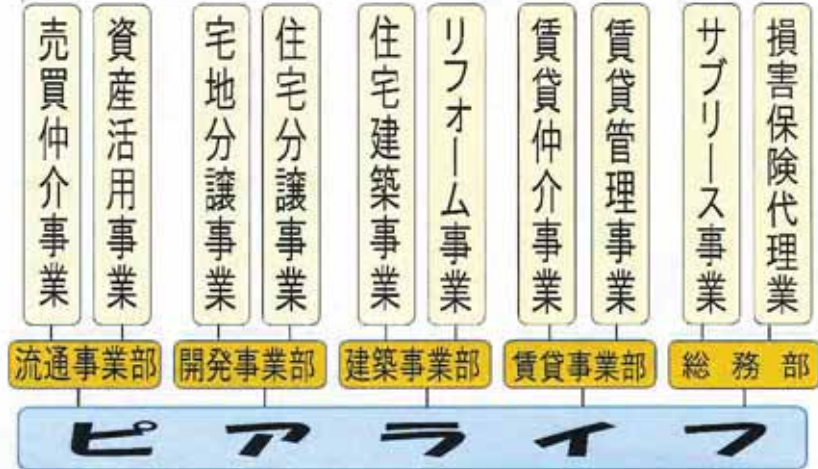 売買仲介事業
資産活用事業
宅地分譲事業
住宅分譲事業
住宅建築事業
リフォーム事業
賃貸仲介事業
賃貸管理事業
サブリース事業
損害保険代理業
流通事業部
開発事業部
建築事業部
賃貸事業部
総務部
ピアライフ